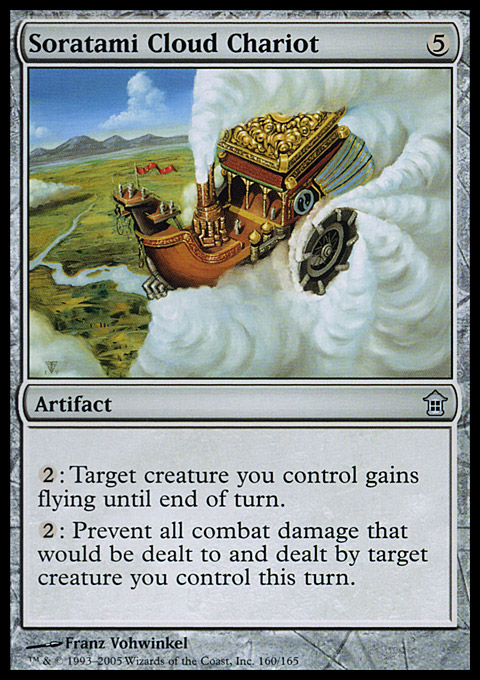 Soratami Cloud Chariot 5
Artifact
2: Target creature you control gains
flying until end of turn.
2: Prevent all combat damage that
would be dealt to and dealt by target
creature you control this turn.
Franz Vohwinkel
™ & © 1993–2005 Wizards of the Coast, Inc. 160/165